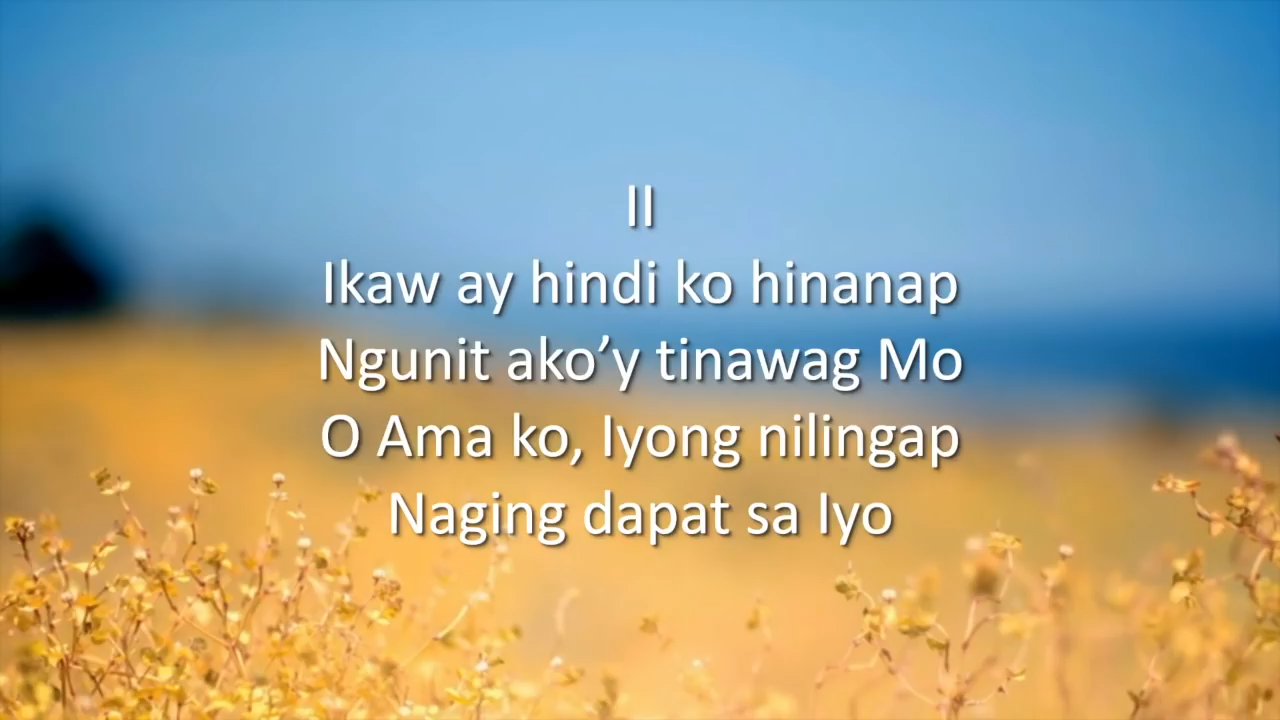 II
Ikaw ay hindi ko hinanap
Ngunit ako’y tinawag Mo
O Ama ko, Iyong nilingap
Naging dapat sa Iyo